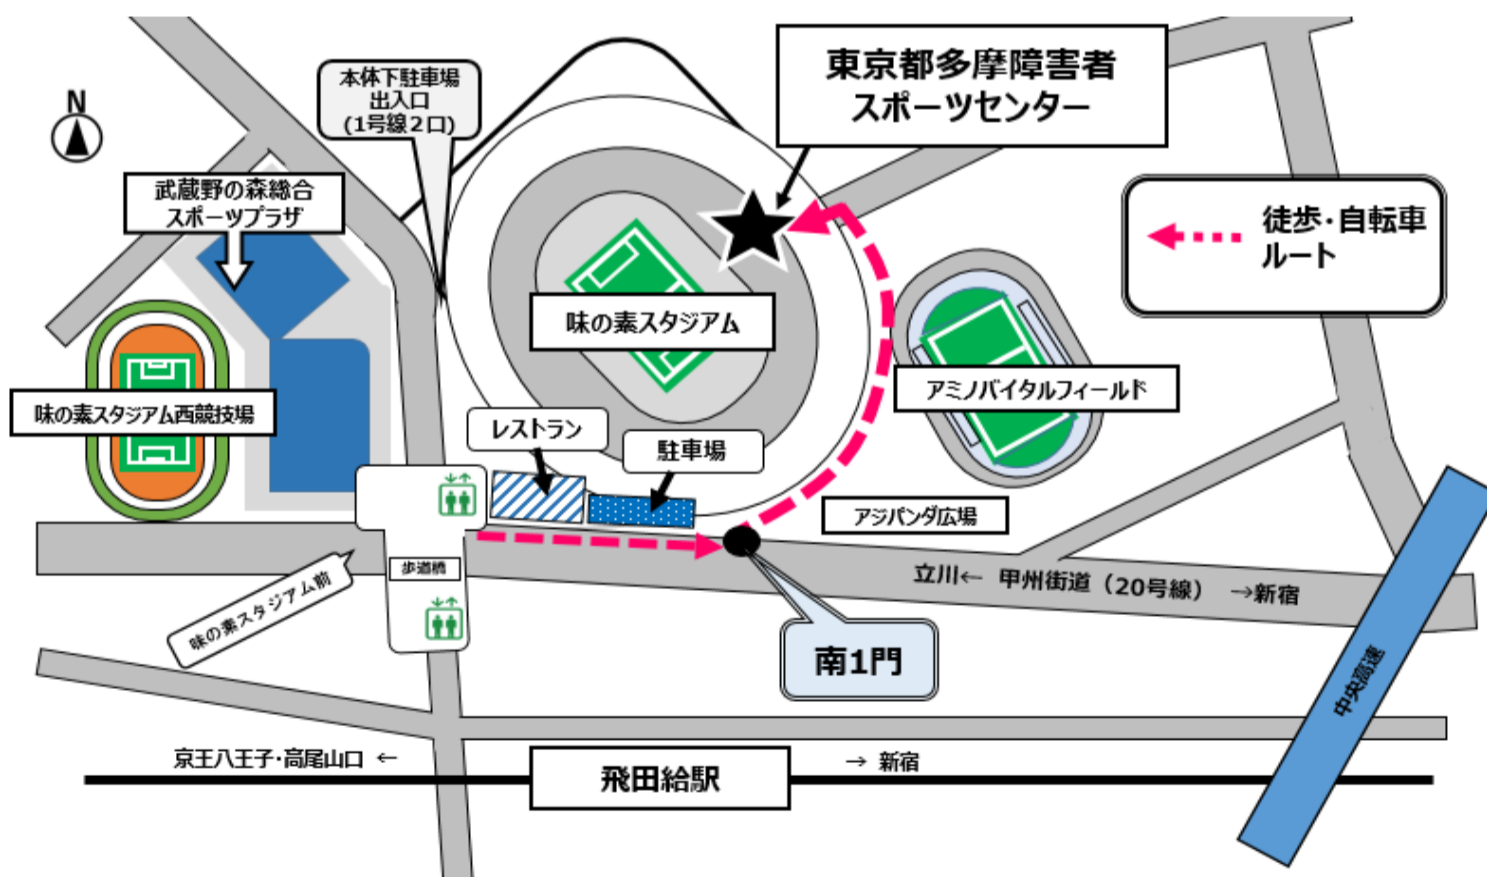 N
本体下駐車場
出入口
(1号線２口)
東京都多摩障害者
スポーツセンター
武蔵野の森総合
スポーツプラザ
徒歩・自転車
ルート
味の素スタジアム
アミノバイタルフィールド
味の素スタジアム西競技場
レストラン
駐車場
アジパンダ広場
歩道橋
味の素スタジアム前
立川← 甲州街道（20号線） →新宿
南1門
中央高速
京王八王子・高尾山口 ←
飛田給駅
→ 新宿